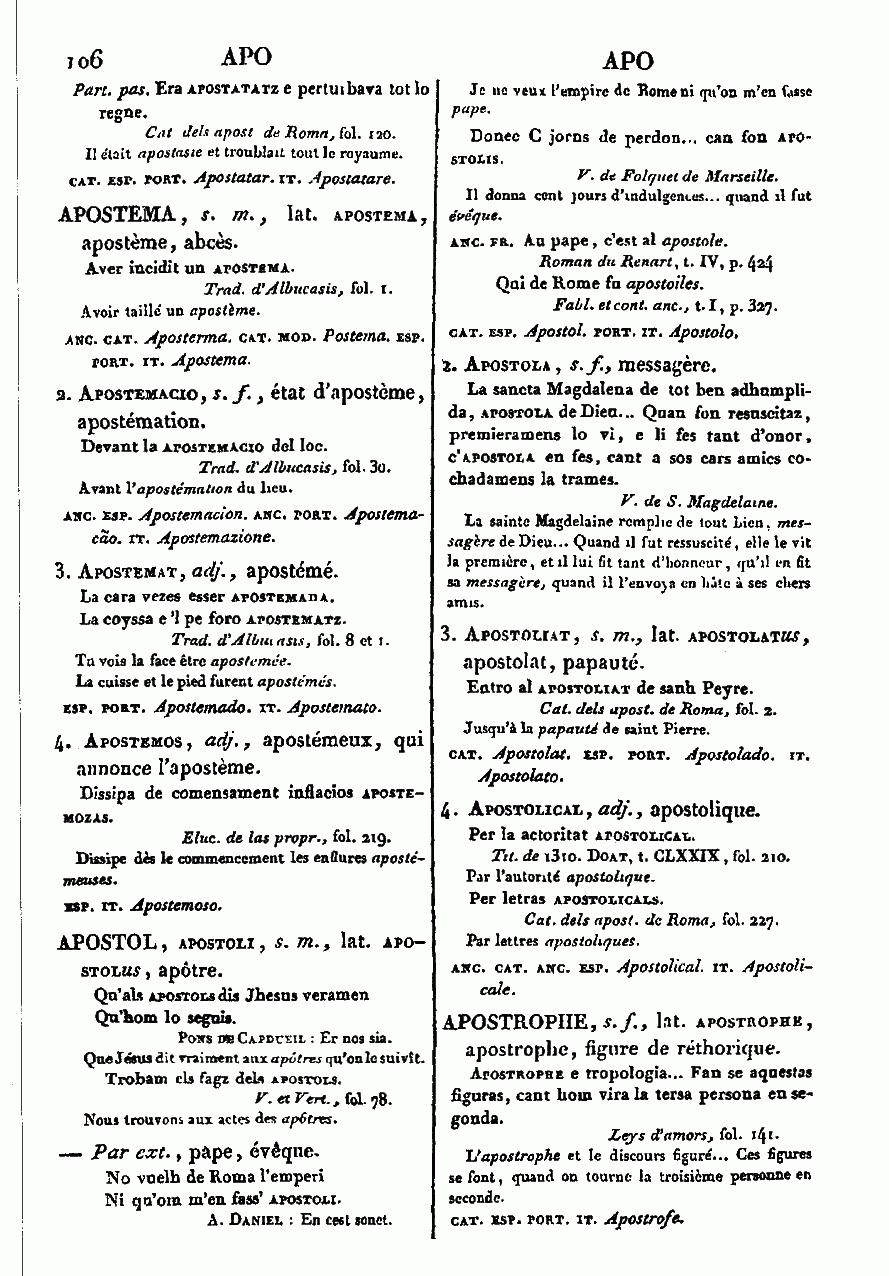 106 APO APO
Part. pas. Era APOSTATATZ e pertutbava tot lo
regne.
Cat dels apost de Roma, fol. 120.
Il était apostasie et troublait tout le royaume.
CAT. ESP. PORT. Apostatar. IT. Apostatare.
APOSTEMA, s. m., lat. APOSTEMA,
apostème, abcès.
Aver incidit un APOSTEMA.
Trad. d'Albucasis, fol. 1.
Avoir taillé un apostème.
ANC. CAT. Aposterma. CAT. MOD. Postema. ESP.
PORT. IT. Apostema.
2. APOSTEMACIO, s. f., état d'apostème,
apostémation.
Devant la APOSTEMACIO del loc.
Trad. d'Albucasis, fol. 30.
Avant l'apostémation du lieu.
ANC. ESP. Apostemacion. ANC. PORT. Apostema-
cão. IT. Apostemazione.
3. APOSTEMAT, adj., apostémé.
La cara vezes esser APOSTEMADA.
La coyssa e 'l pe foro APOSTEMATZ.
Trad. d'Albucasis, fol. 8 et 1.
Tu vois la face être apostemée.
La cuisse et le pied furent apostémés.
ESP. PORT. Apostemado. IT. Apostemato.
4. APOSTEMOS, adj., apostémeux, qui
annonce l'apostème.
Dissipa de comensament inflacios APOSTE-
MOZAS.
Eluc. de las propr., fol. 219.
Dissipe dès le commencement les enflures aposté-
meuses.
ESP. IT. Apostemoso.
APOSTOL, APOSTOLI, s. m., lat. APO-
STOLUS, apôtre.
Qu'als APOSTOLS dis Jhesus veramen
Qu'hom lo seguis.
PONS DE CAPDUEIL : Er nos sia.
Que Jésus dit vraiment aux apôtres qu'on le suivît.
Trobam els fagz dels APOSTOLS.
V. et Vert., fol. 78.
Nous trouvons aux actes des apôtres.
— Par ext., pape, évêque.
No vuelh de Roma l'emperi
Ni qu'om m'en fass' APOSTOLI.
A. DANIEL : En cest sonet.
Je ne veux l'empire de Rome ni qu'on m'en fasse
pape.
Donec C jorns de perdon... can fon APO-
STOLIS.
V. de Folquet de Marseille.
Il donna cent jours d'indulgences... quand il fut
évêque.
ANC. FR. Au pape, c'est al apostole.
Roman du Renart, t. IV, p. 424
Qui de Rome fu apostoiles.
Fabl. et cont. anc., t. I, p. 327.
CAT. ESP. Apostol. PORT. IT. Apostolo.
2. APOSTOLA, s. f., messagère.
La sancta Magdalena de tot ben adhumpli-
da, APOSTOLA de Dieu... Quan fon resuscitaz,
premieramens lo vi, e li fes tant d'onor,
c'APOSTOLA en fes, cant a sos cars amics co-
chadamens la trames.
V. de S. Magdelaine.
La sainte Magdelaine remplie de tout bien, mes-
sagère de Dieu... Quand il fut ressuscité, elle le vit
la première, et il lui fit tant d'honneur, qu'il en fit
sa messagère, quand il l'envoya en hâte à ses chers
amis.
3. APOSTOLIAT, s. m., lat. APOSTOLATUS,
apostolat, papauté.
Entro al APOSTOLIAT de sanh Peyre.
Cat. dels apost. de Roma, fol. 2.
Jusqu'à la papauté de saint Pierre.
CAT. Apostolat. ESP. PORT. Apostolado. IT.
Apostolato.
4. APOSTOLICAL, adj., apostolique.
Per la actoritat APOSTOLICAL.
Tit. de 1310. DOAT, t. CLXXIX, fol. 210.
Par l'autorité apostolique.
Per letras APOSTOLICALS.
Cat. dels apost. de Roma, fol. 227.
Par lettres apostoliques.
ANC. CAT. ANC. ESP. Apostolical. IT. Apostoli-
cale.
APOSTROPHE, s. f., lat. APOSTROPHE,
apostrophe, figure de réthorique.
APOSTROPHE e tropologia... Fan se aquestas
figuras, cant hom vira la tersa persona en se-
gonda.
Leys d'amors, fol. 141.
L'apostrophe et le discours figuré... Ces figures
se font, quand on tourne la troisième personne en
seconde.
CAT. ESP. PORT. IT. Apostrofe.